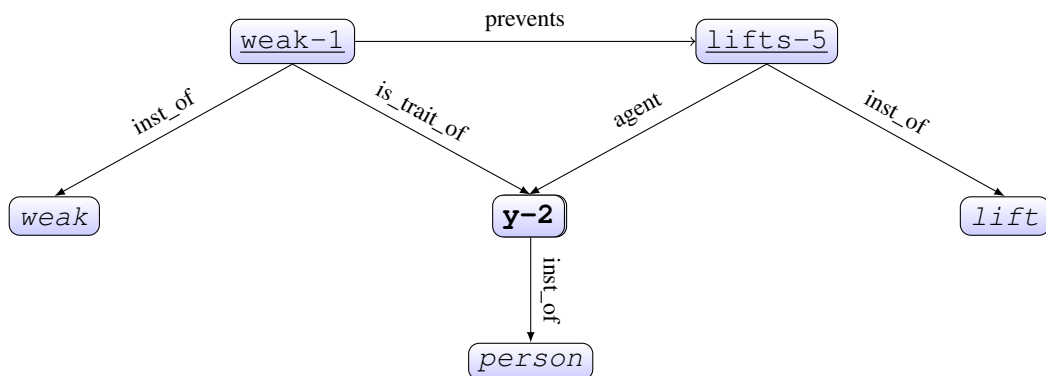 prevents
weak-1
lifts-5
inst_of
is_trait_of
agent
inst_of
weak
y-2
lift
inst_of
person